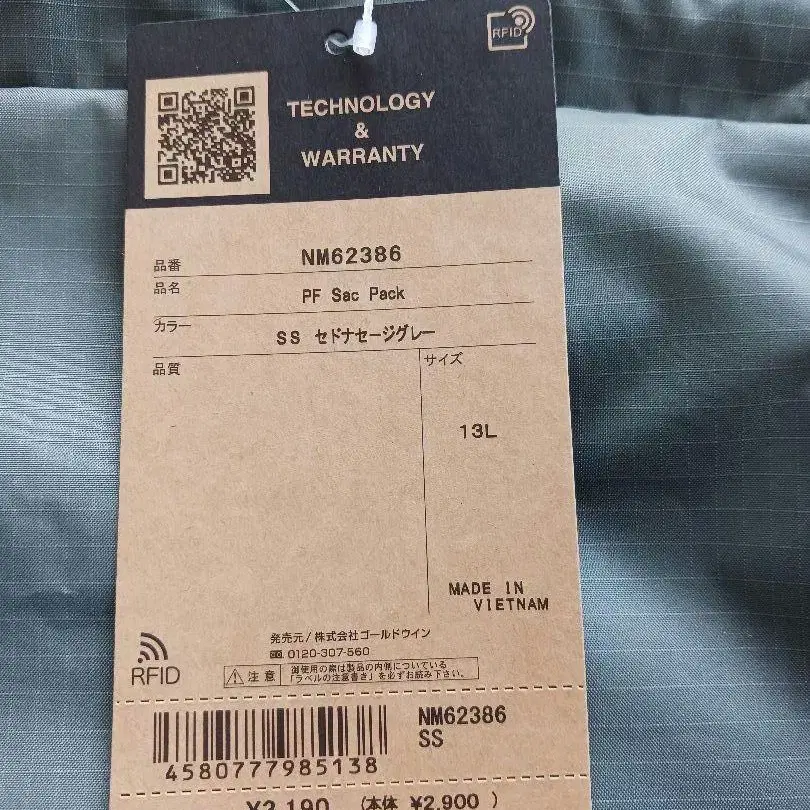 RFID
TECHNOLOGY
&
WARRANTY
品番 NM62386
品名 PF Sac Pack
カラー SS セドナセージグレー
品質
サイズ
13L
MADE IN
VIETNAM
発売元/株式会社ゴールドウイン
0120-307-560
RFID
注意
御使用の際は製品の内側についている
「ラベルの注意書き」を必ずお読み下さい。
4580777985138
NM62386
SS
¥3,190 (本体 ¥2,900 )